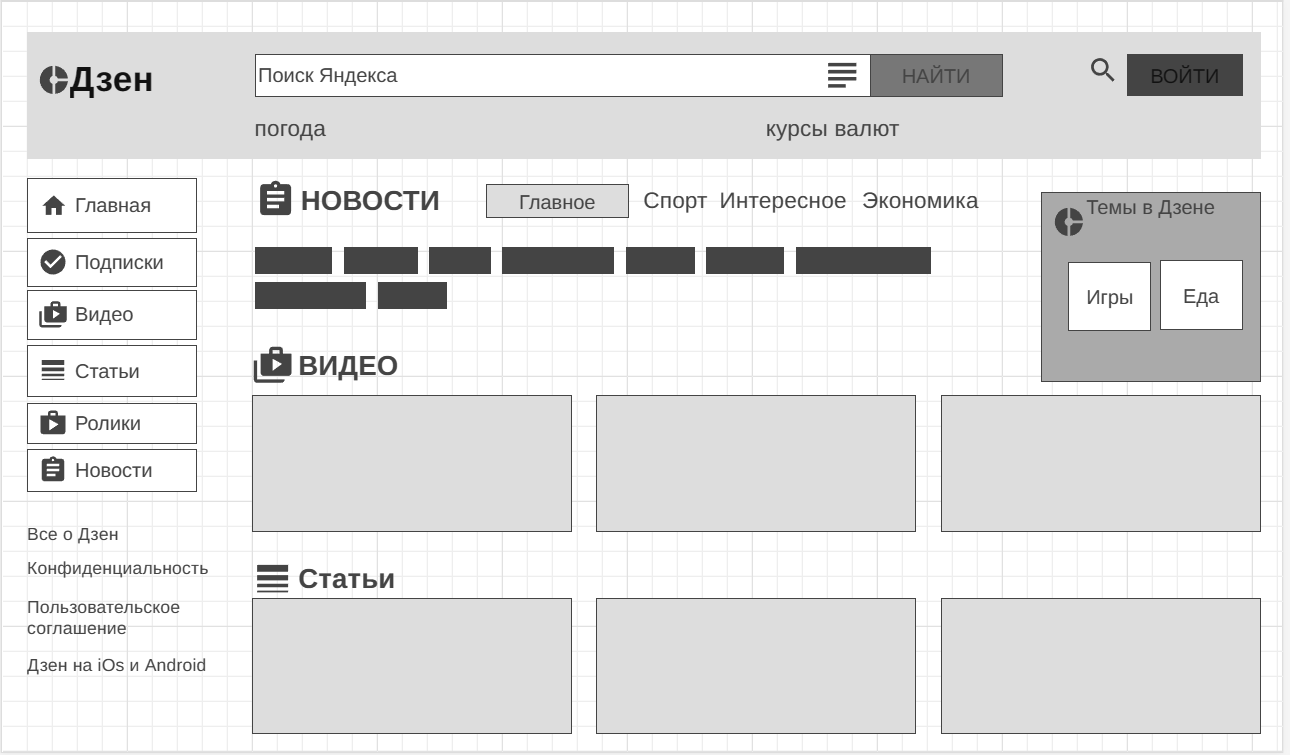 Дзен
Поиск Яндекса
НАЙТИ
ВОЙТИ
погода
курсы валют
Главная
Подписки
Видео
Статьи
Ролики
Новости
Все о Дзен
Конфиденциальность
Пользовательское
соглашение
Дзен на iOs и Android
НОВОСТИ
Главное
Спорт
Интересное
Экономика
Темы в Дзене
Игры
Еда
ВИДЕО
Статьи